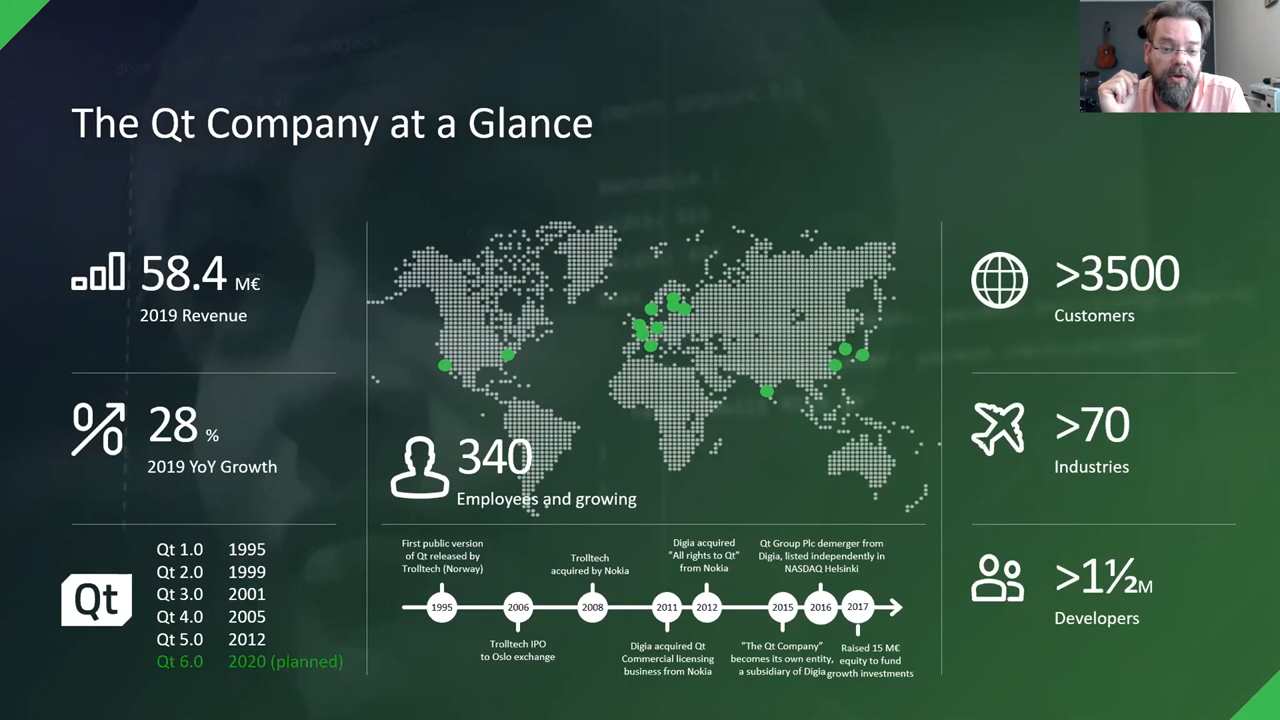 The Qt Company at a Glance
58.4 M€
2019 Revenue
28 %
2019 YoY Growth
Qt
Qt 1.0 1995
Qt 2.0 1999
Qt 3.0 2001
Qt 4.0 2005
Qt 5.0 2012
Qt 6.0 2020 (planned)
340
Employees and growing
First public version
of Qt released by
Trolltech (Norway)
Trolltech
acquired by Nokia
Digia acquired
"All rights to Qt"
from Nokia
Qt Group Plc demerger from
Digia, listed independently in
NASDAQ Helsinki
1995 2006 2008 2011 2012 2015 2016 2017
Trolltech IPO
to Oslo exchange
Digia acquired Qt
Commercial licensing
business from Nokia
"The Qt Company"
becomes its own entity,
a subsidiary of Digia
Raised 15 M€
equity to fund
growth investments
>3500
Customers
>70
Industries
>1½M
Developers